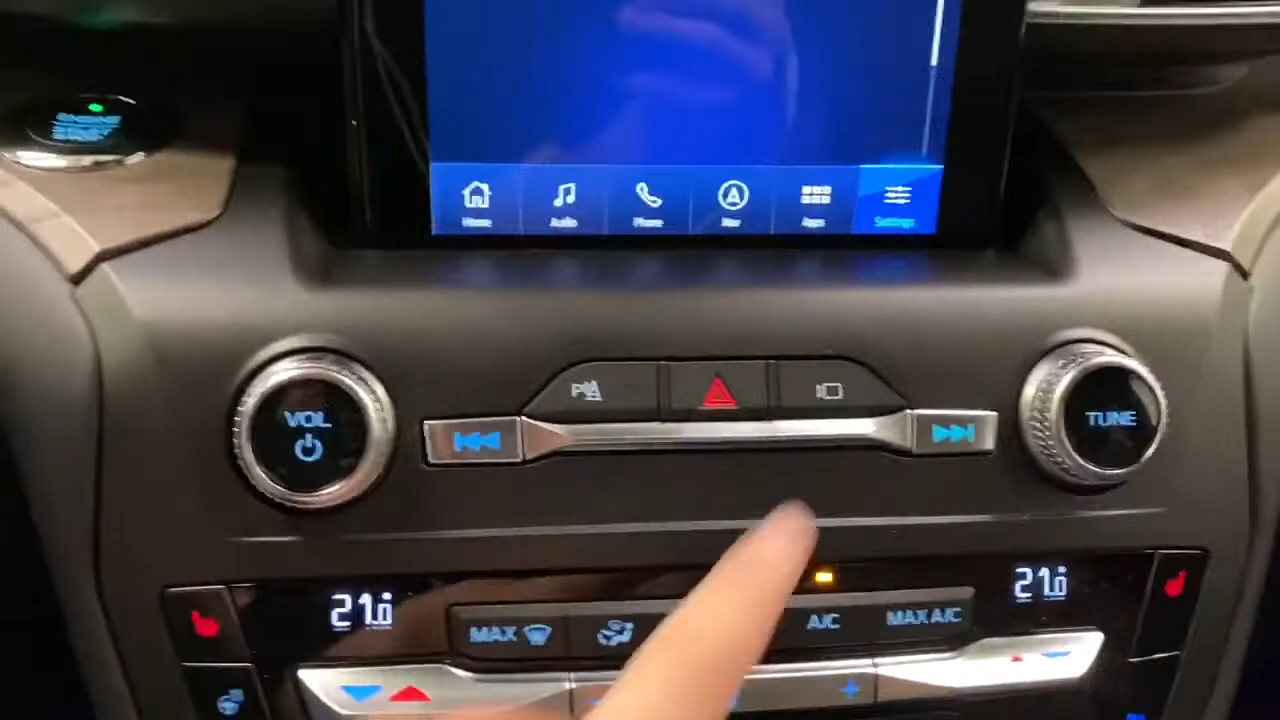 Home Audio Phone Nav Apps Settings
VOL
TUNE
21.0
21.0
MAX
A/C
MAX A/C